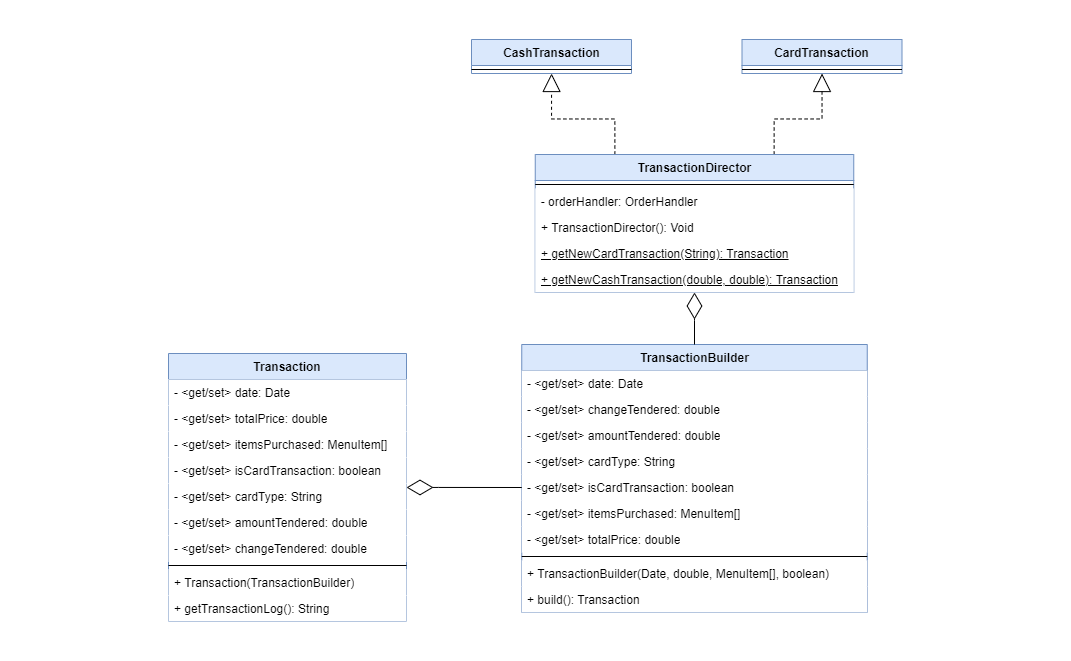 CashTransaction
CardTransaction
TransactionDirector
- orderHandler: OrderHandler
+ TransactionDirector(): Void
+ getNewCardTransaction(String): Transaction
+ getNewCashTransaction(double, double): Transaction
Transaction
- <get/set> date: Date
- <get/set> totalPrice: double
- <get/set> itemsPurchased: MenuItem[]
- <get/set> isCardTransaction: boolean
- <get/set> cardType: String
- <get/set> amountTendered: double
- <get/set> changeTendered: double
+ Transaction(TransactionBuilder)
+ getTransactionLog(): String
TransactionBuilder
- <get/set> date: Date
- <get/set> changeTendered: double
- <get/set> amountTendered: double
- <get/set> cardType: String
- <get/set> isCardTransaction: boolean
- <get/set> itemsPurchased: MenuItem[]
- <get/set> totalPrice: double
+ TransactionBuilder(Date, double, MenuItem[], boolean)
+ build(): Transaction